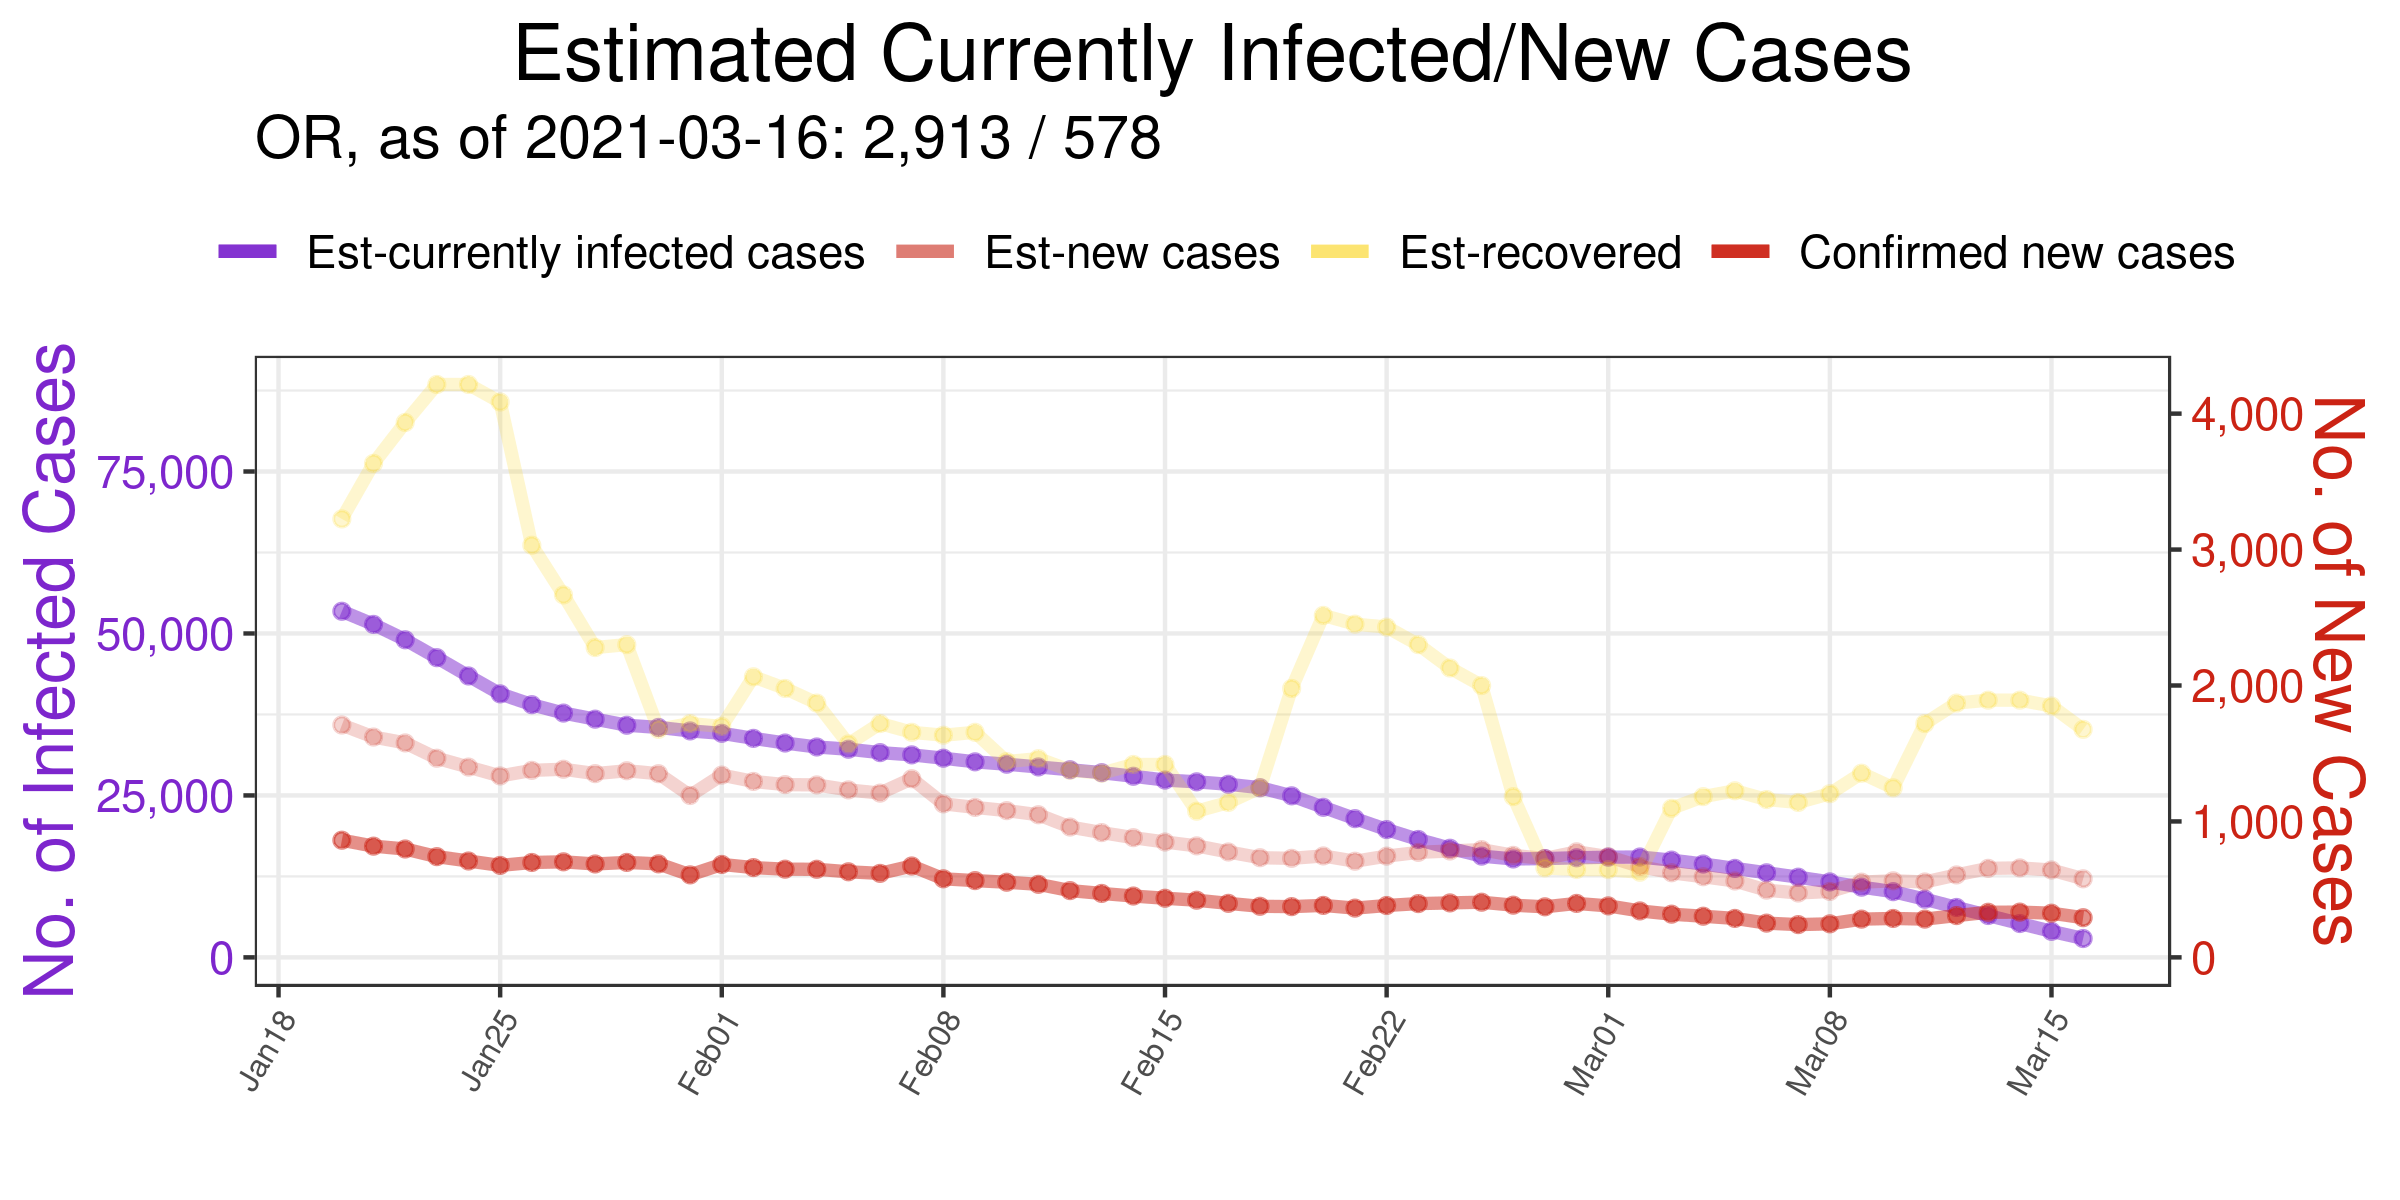 Estimated Currently Infected/New Cases
OR, as of 2021-03-16: 2,913 / 578
Est-currently infected cases Est-new cases Est-recovered Confirmed new cases
No. of Infected Cases
75,000
50,000
25,000
0
4,000
3,000
2,000
1,000
0
No. of New Cases
Jan18 Jan25 Feb01 Feb08 Feb15 Feb22 Mar01 Mar08 Mar15